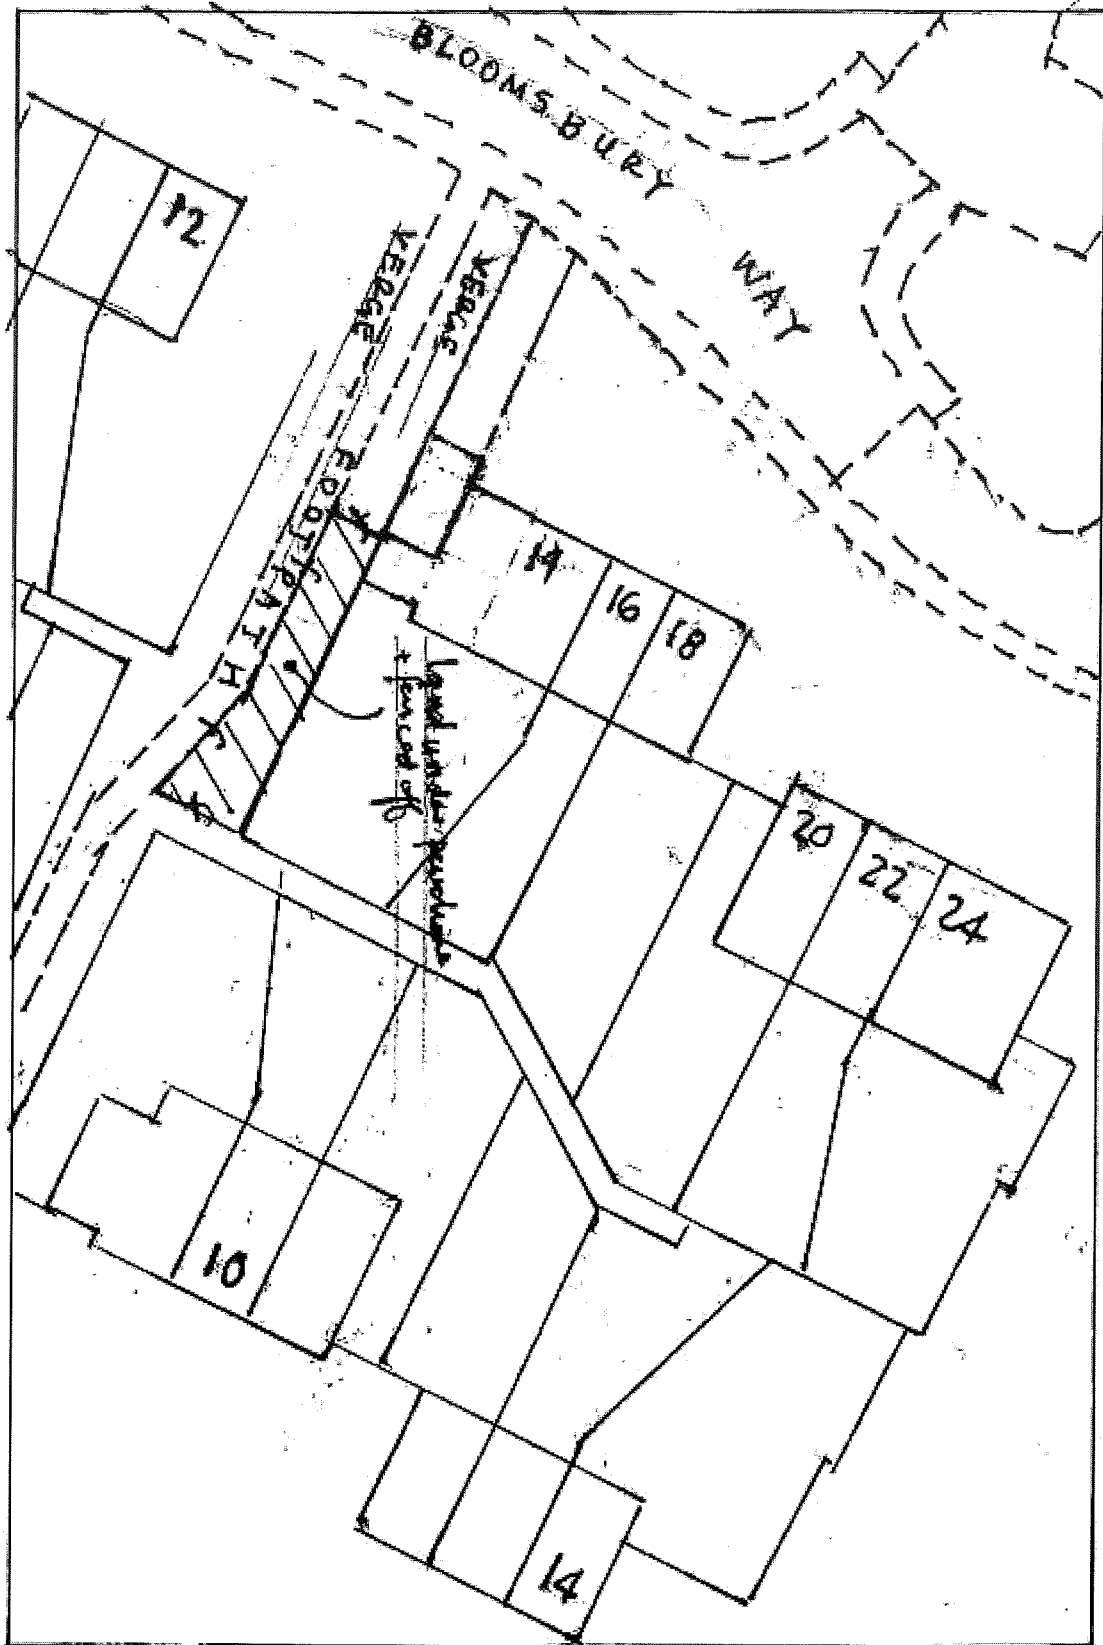 BLOOMSBURY WAY
12
VERGE
VERGE
FOOTPATH
14
16
18
land under purchase
+ fenced off
20
22
24
10
14